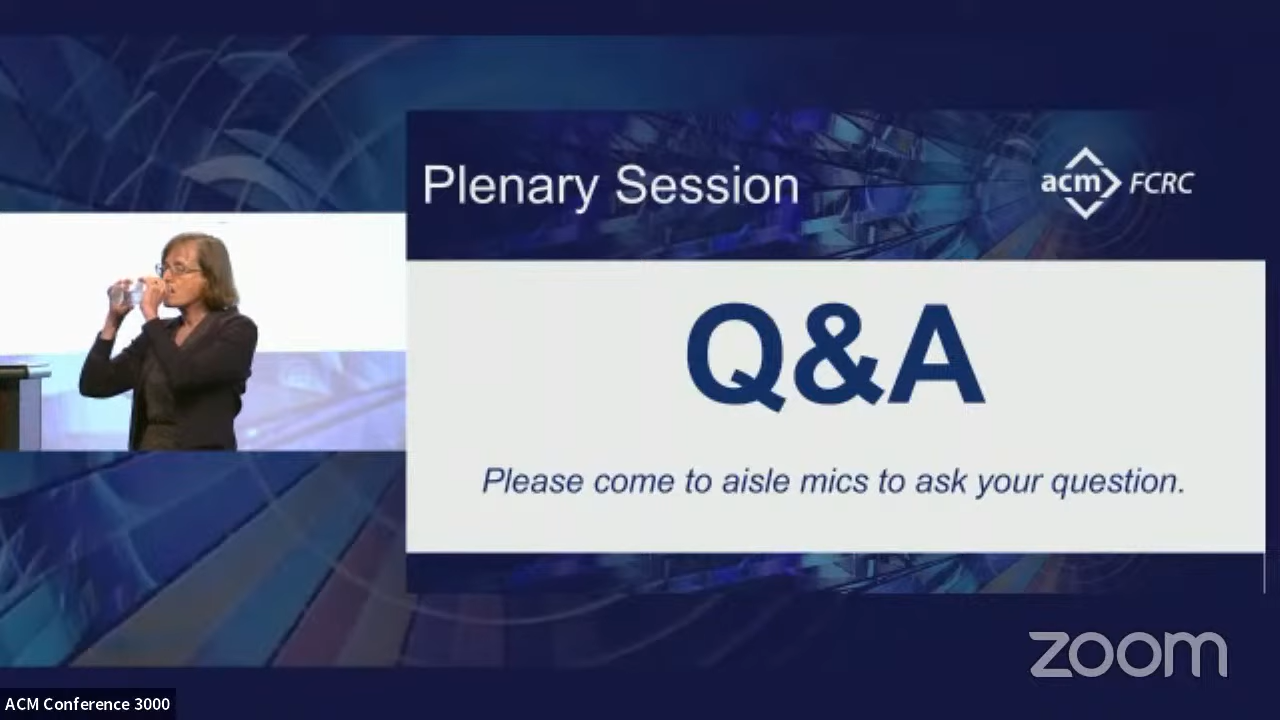 Plenary Session
acm FCRC
Q&A
Please come to aisle mics to ask your question.
zoom
ACM Conference 3000